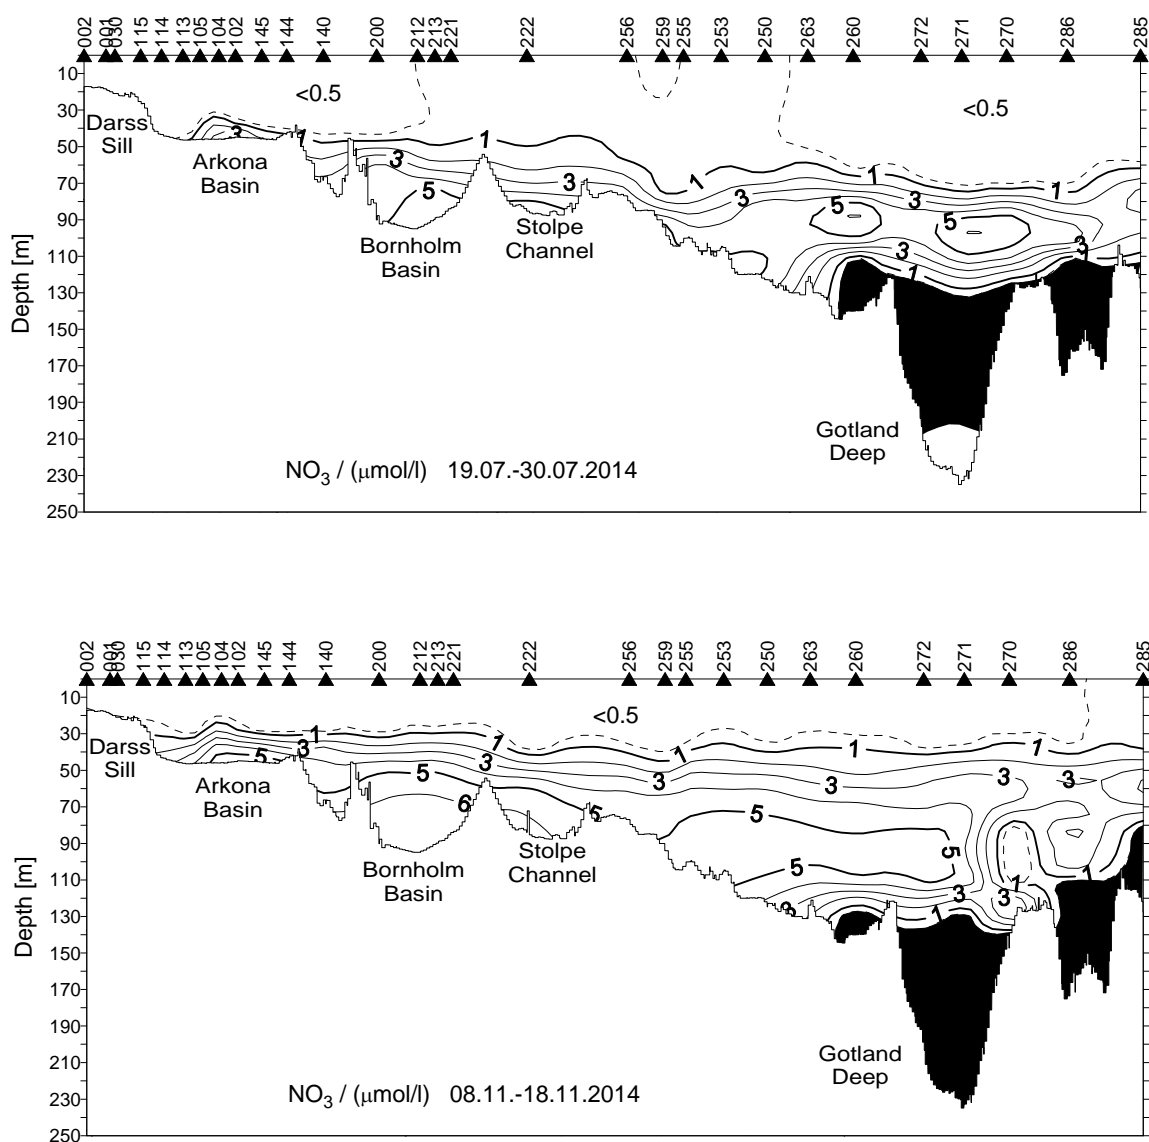 002 001 030 115 114 113 105 104 102 145 144 140 200 212 213 221 222 256 259 255 253 250 263 260 272 271 270 286 285
10
30
50
70
90
110
130
150
170
190
210
230
250
Depth [m]
<0.5
<0.5
Darss
Sill
Arkona
Basin
Bornholm
Basin
Stolpe
Channel
Gotland
Deep
3
1
3
5
1
3
1
3
5
3
1
1
3
5
1
3
1
NO3 / (μmol/l) 19.07.-30.07.2014
002 001 030 115 114 113 105 104 102 145 144 140 200 212 213 221 222 256 259 255 253 250 263 260 272 271 270 286 285
10
30
50
70
90
110
130
150
170
190
210
230
250
Depth [m]
<0.5
Darss
Sill
Arkona
Basin
Bornholm
Basin
Stolpe
Channel
Gotland
Deep
5
3
1
5
6
1
3
5
3
1
5
5
3
1
3
5
3
1
3
1
1
3
1
NO3 / (μmol/l) 08.11.-18.11.2014